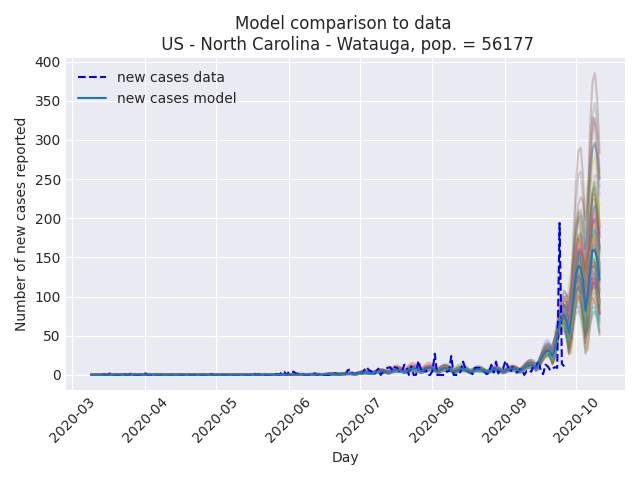 Model comparison to data
US - North Carolina - Watauga, pop. = 56177
400
350
300
250
200
150
100
50
0
Number of new cases reported
new cases data
new cases model
2020-03
2020-04
2020-05
2020-06
2020-07
2020-08
2020-09
2020-10
Day